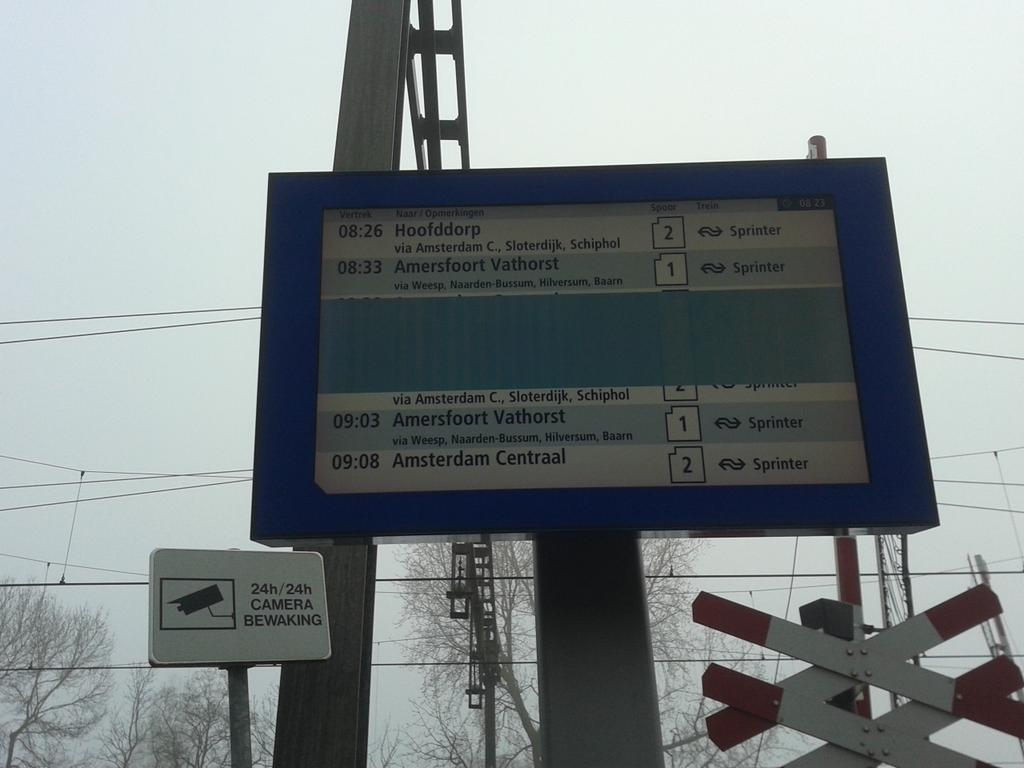 Vertrek Naar / Opmerkingen Spoor Trein 08 23
08:26 Hoofddorp 2 Sprinter
via Amsterdam C., Sloterdijk, Schiphol
08:33 Amersfoort Vathorst 1 Sprinter
via Weesp, Naarden-Bussum, Hilversum, Baarn
2 Sprinter
via Amsterdam C., Sloterdijk, Schiphol
09:03 Amersfoort Vathorst 1 Sprinter
via Weesp, Naarden-Bussum, Hilversum, Baarn
09:08 Amsterdam Centraal 2 Sprinter
24h/24h
CAMERA
BEWAKING